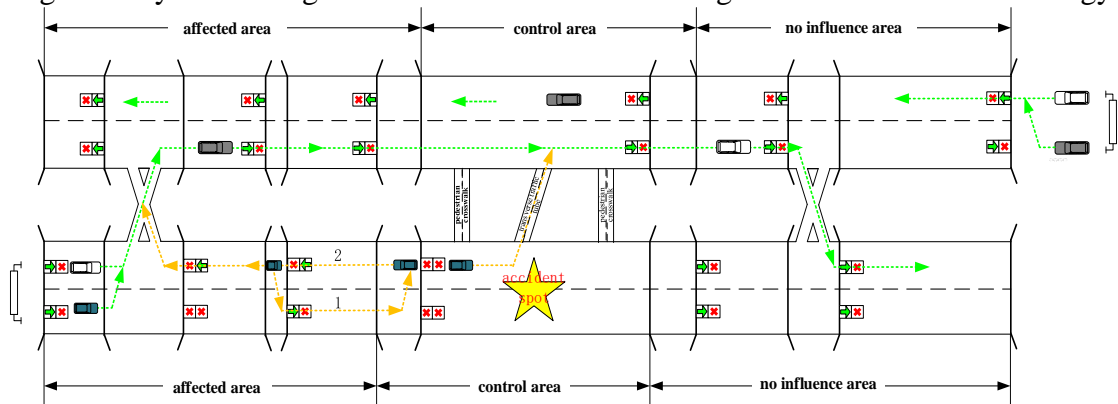 affected area
control area
no influence area
pedestrian
crosswalk
tube
pedestrian
crosswalk
2
1
accident
spot
affected area
control area
no influence area